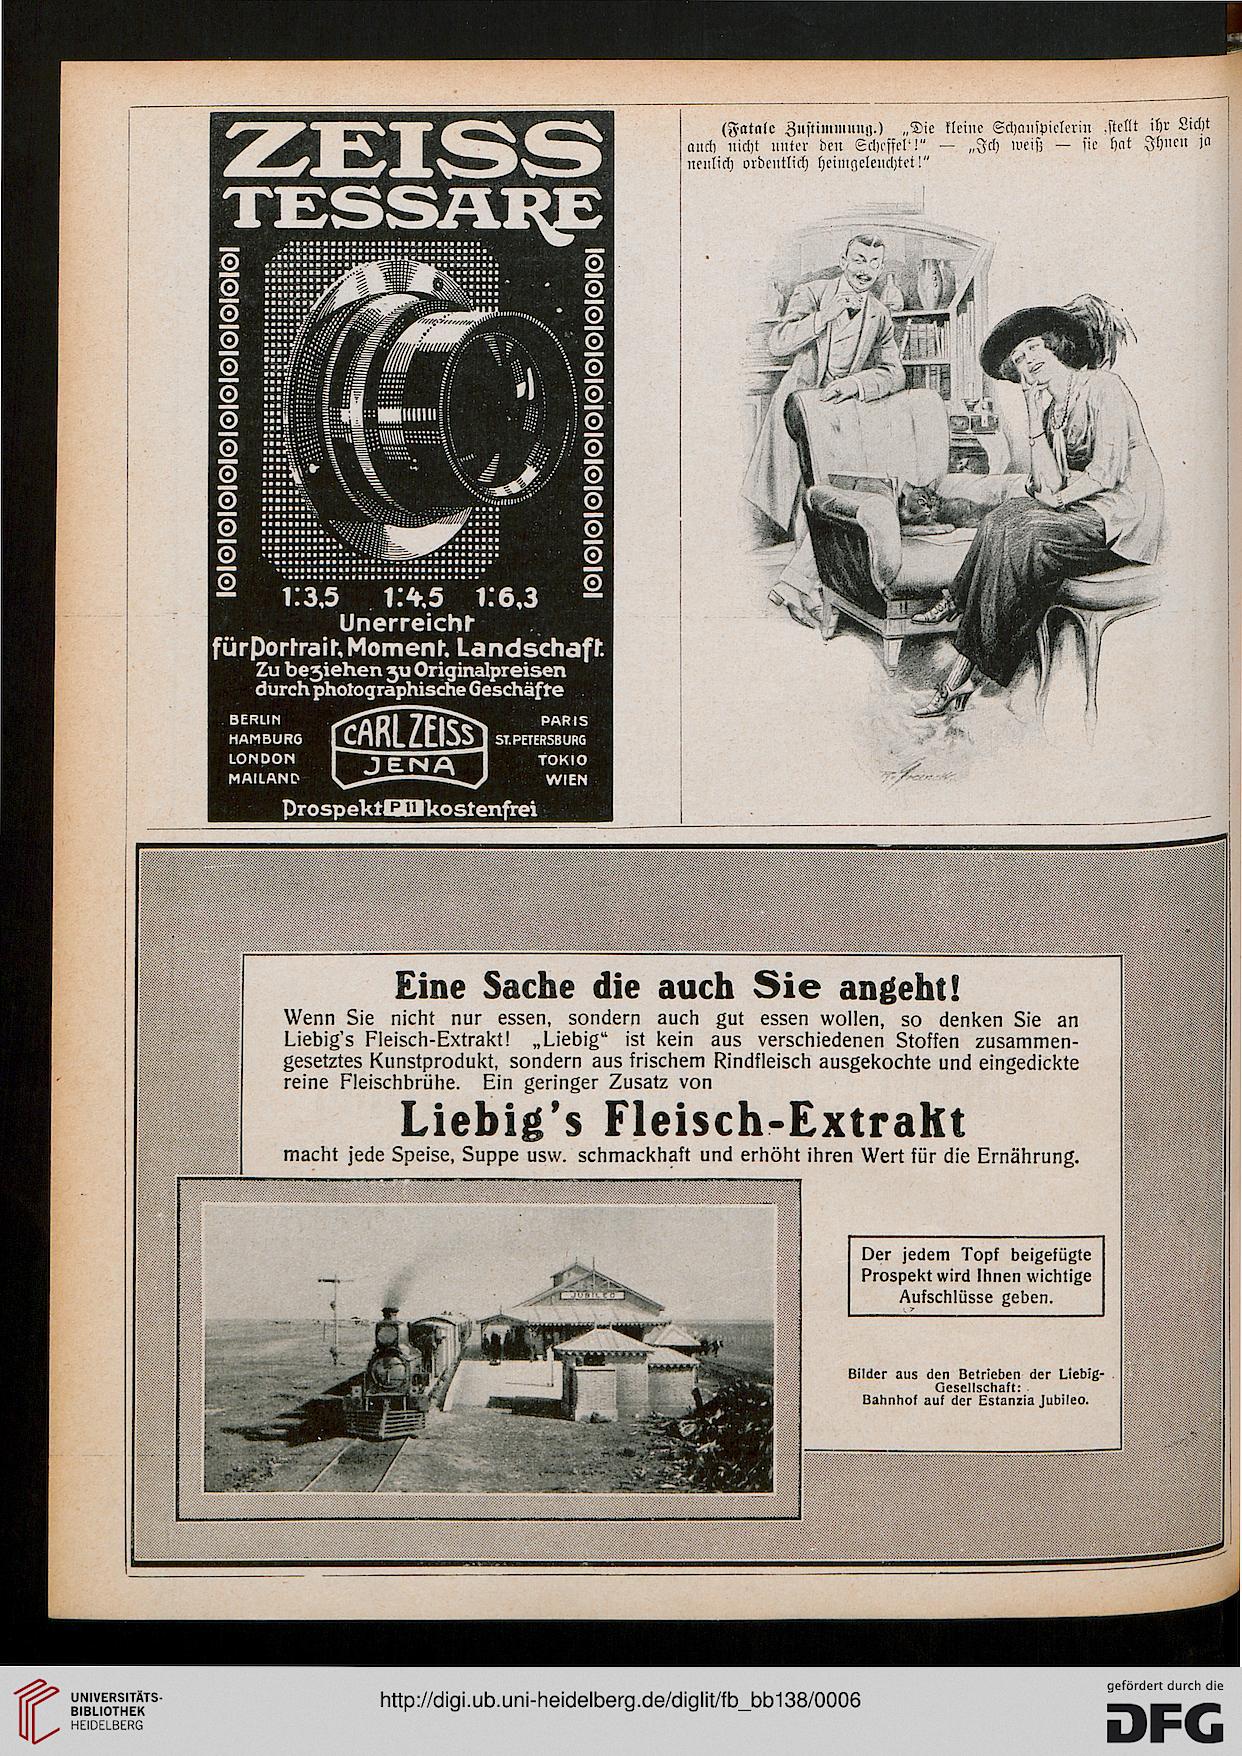 ZEISS
TESSARE
1:3,5 1:4,5 1:6,3
Unerreicht
für Portrait, Moment, Landschaft.
Zu beziehen zu Originalpreisen
durch photographische Geschäfte
BERLIN
HAMBURG
LONDON
MAILAND
CARL ZEISS
JENA
PARIS
ST. PETERSBURG
TOKIO
WIEN
Prospekt P 11 kostenfrei
(Fatale Zustimmung.) „Die kleine Schauspielerin ‚stellt ihr Licht
auch nicht unter den Scheffel‘!“ — „Ich weiß — sie hat Ihnen ja
neulich ordentlich heimgeleuchtet!“
Eine Sache die auch Sie angeht!
Wenn Sie nicht nur essen, sondern auch gut essen wollen, so denken Sie an
Liebig's Fleisch-Extrakt! „Liebig“ ist kein aus verschiedenen Stoffen zusammen-
gesetztes Kunstprodukt, sondern aus frischem Rindfleisch ausgekochte und eingedickte
reine Fleischbrühe. Ein geringer Zusatz von
Liebig's Fleisch-Extrakt
macht jede Speise, Suppe usw. schmackhaft und erhöht ihren Wert für die Ernährung.
JUBILEO
Der jedem Topf beigefügte
Prospekt wird Ihnen wichtige
Aufschlüsse geben.
Bilder aus den Betrieben der Liebig-
Gesellschaft:
Bahnhof auf der Estanzia Jubileo.
UNIVERSITÄTS-
BIBLIOTHEK
HEIDELBERG
http://digi.ub.uni-heidelberg.de/diglit/fb_bb138/0006
gefördert durch die
DFG